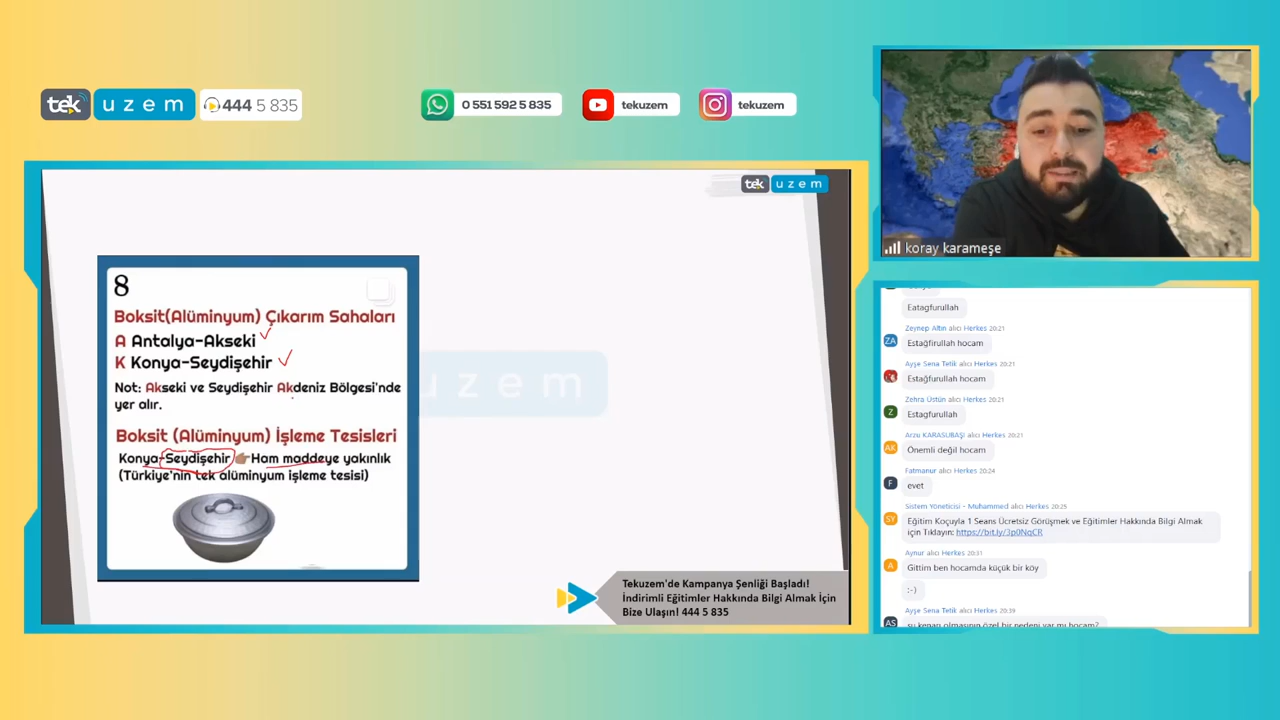 tek uzem 444 5 835
0 551 592 5 835
tekuzem
tekuzem
tek uzem
8
Boksit(Alüminyum) Çıkarım Sahaları
A Antalya-Akseki
K Konya-Seydişehir
Not: Akseki ve Seydişehir Akdeniz Bölgesi'nde
yer alır.
Boksit (Alüminyum) İşleme Tesisleri
Konya-Seydişehir Ham maddeye yakınlık
(Türkiye'nin tek alüminyum işleme tesisi)
uzem
Tekuzem'de Kampanya Şenliği Başladı!
İndirimli Eğitimler Hakkında Bilgi Almak İçin
Bize Ulaşın! 444 5 835
koray karameşe
Eatagfurullah
Zeynep Altın alıcı Herkes 20:21
ZA
Estağfirullah hocam
Ayşe Sena Tetik alıcı Herkes 20:21
Estağfurullah hocam
Zehra Üstün alıcı Herkes 20:21
Z
Estagfurullah
Arzu KARASUBAŞI alıcı Herkes 20:21
AK
Önemli değil hocam
Fatmanur alıcı Herkes 20:24
F
evet
Sistem Yöneticisi - Muhammed alıcı Herkes 20:25
SY
Eğitim Koçuyla 1 Seans Ücretsiz Görüşmek ve Eğitimler Hakkında Bilgi Almak
için Tıklayın: https://bit.ly/3p0NqCR
Aynur alıcı Herkes 20:31
A
Gittim ben hocamda küçük bir köy
:-)
Ayşe Sena Tetik alıcı Herkes 20:39
AS
su kenarı olmasının özel bir nedeni var mı hocam?